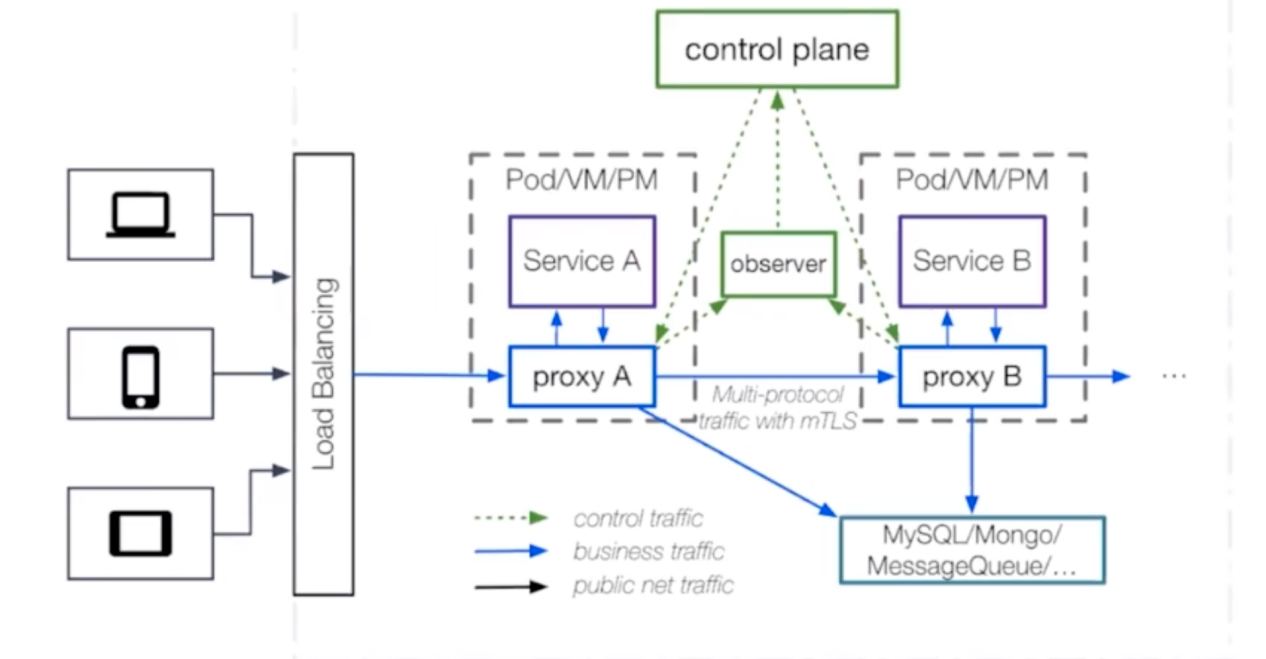 control plane
Pod/VM/PM
Pod/VM/PM
Service A
observer
Service B
Load Balancing
proxy A
proxy B
...
Multi-protocol
traffic with mTLS
control traffic
business traffic
public net traffic
MySQL/Mongo/
MessageQueue/...